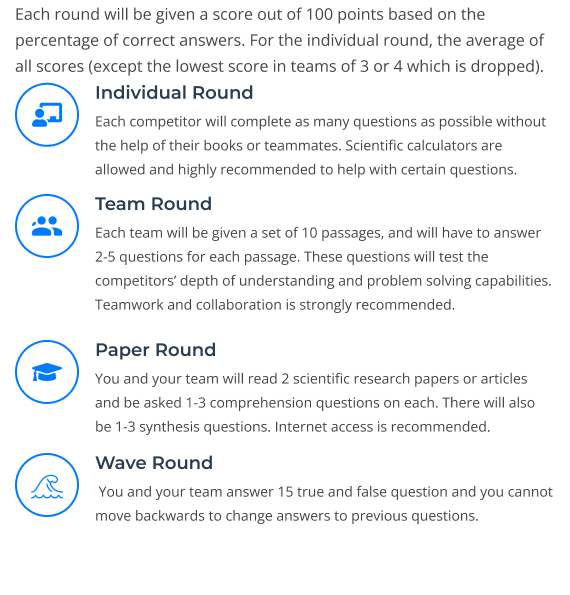 Each round will be given a score out of 100 points based on the
percentage of correct answers. For the individual round, the average of
all scores (except the lowest score in teams of 3 or 4 which is dropped).
Individual Round
Each competitor will complete as many questions as possible without
the help of their books or teammates. Scientific calculators are
allowed and highly recommended to help with certain questions.
Team Round
Each team will be given a set of 10 passages, and will have to answer
2-5 questions for each passage. These questions will test the
competitors’ depth of understanding and problem solving capabilities.
Teamwork and collaboration is strongly recommended.
Paper Round
You and your team will read 2 scientific research papers or articles
and be asked 1-3 comprehension questions on each. There will also
be 1-3 synthesis questions. Internet access is recommended.
Wave Round
You and your team answer 15 true and false question and you cannot
move backwards to change answers to previous questions.